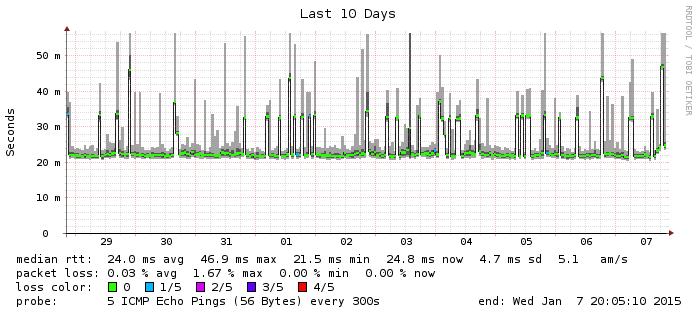 Last 10 Days
RRDTOOL / TOBI OETIKER
Seconds
50 m
40 m
30 m
20 m
10 m
0
29 30 31 01 02 03 04 05 06 07
median rtt: 24.0 ms avg 46.9 ms max 21.5 ms min 24.8 ms now 4.7 ms sd 5.1 am/s
packet loss: 0.03 % avg 1.67 % max 0.00 % min 0.00 % now
loss color: 0 1/5 2/5 3/5 4/5
probe: 5 ICMP Echo Pings (56 Bytes) every 300s end: Wed Jan 7 20:05:10 2015